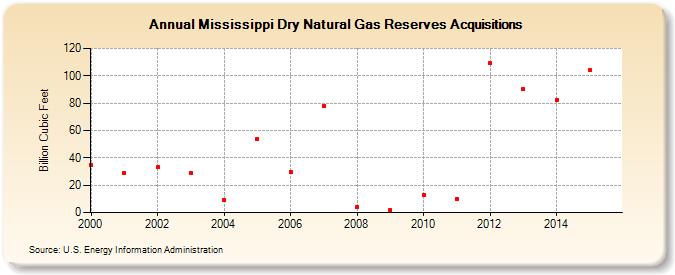 Annual Mississippi Dry Natural Gas Reserves Acquisitions
Billion Cubic Feet
120
100
80
60
40
20
0
2000 2002 2004 2006 2008 2010 2012 2014
Source: U.S. Energy Information Administration